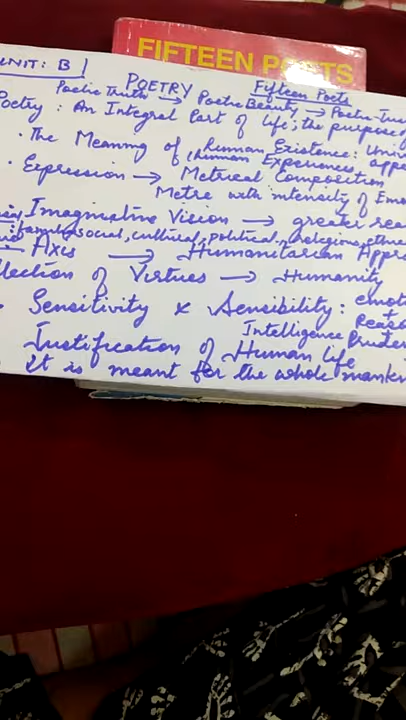 FIFTEEN POETS
UNIT: B
POETRY
Fifteen Poets
Poetic Truth → Poetic Beauty → Poetic
Poetry: An Integral Part of Life; the purpose of
• The Meaning of Human Existence:
Human Experiences
• Expression → Metrical Composition
Metre with intensity of
Imaginative Vision → greater
family, social, cultural, political, religious,
Axis → Humanitarian
of Virtues → Humanity
Sensitivity × Sensibility:
+
Intelligence
Justification of Human life
It is meant for the whole